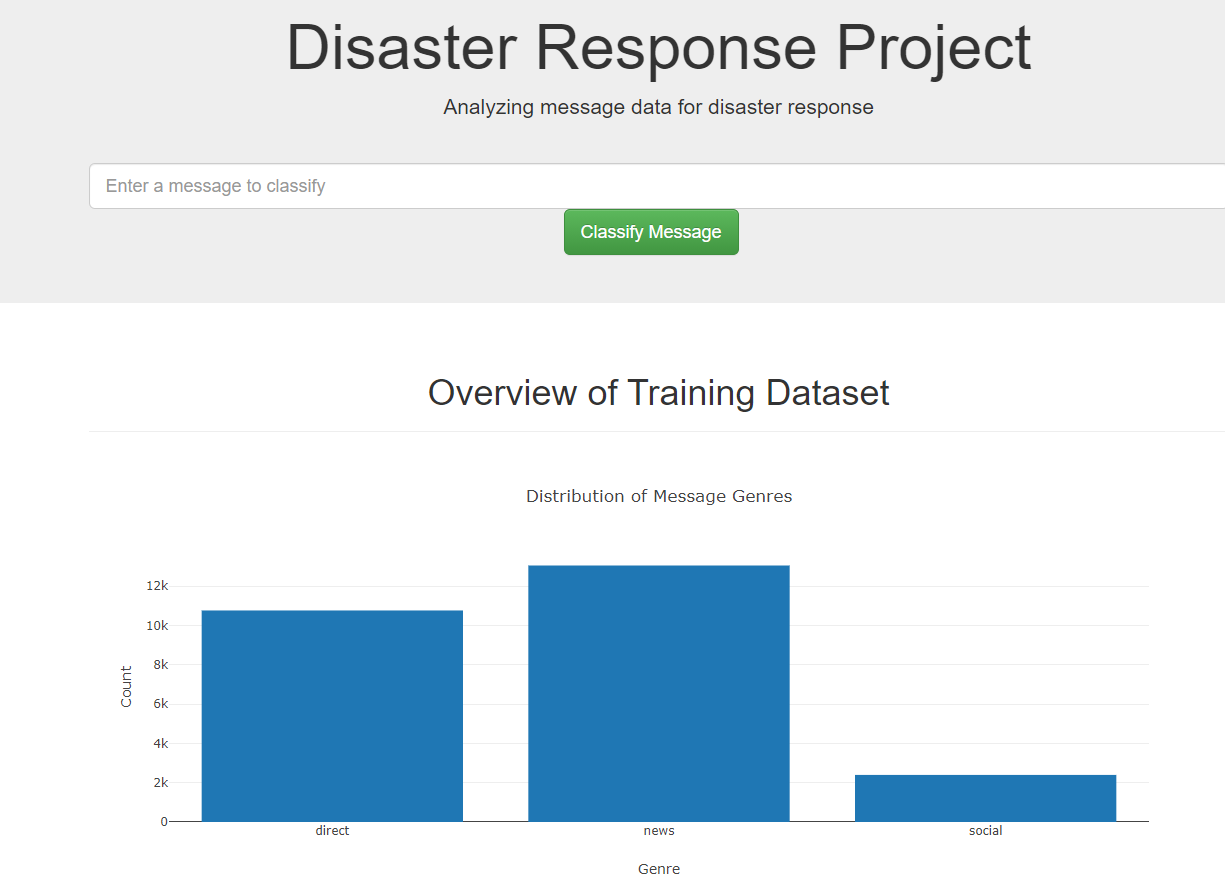 Disaster Response Project
Analyzing message data for disaster response
Enter a message to classify
Classify Message
Overview of Training Dataset
Distribution of Message Genres
12k
10k
8k
6k
4k
2k
0
Count
direct news social
Genre